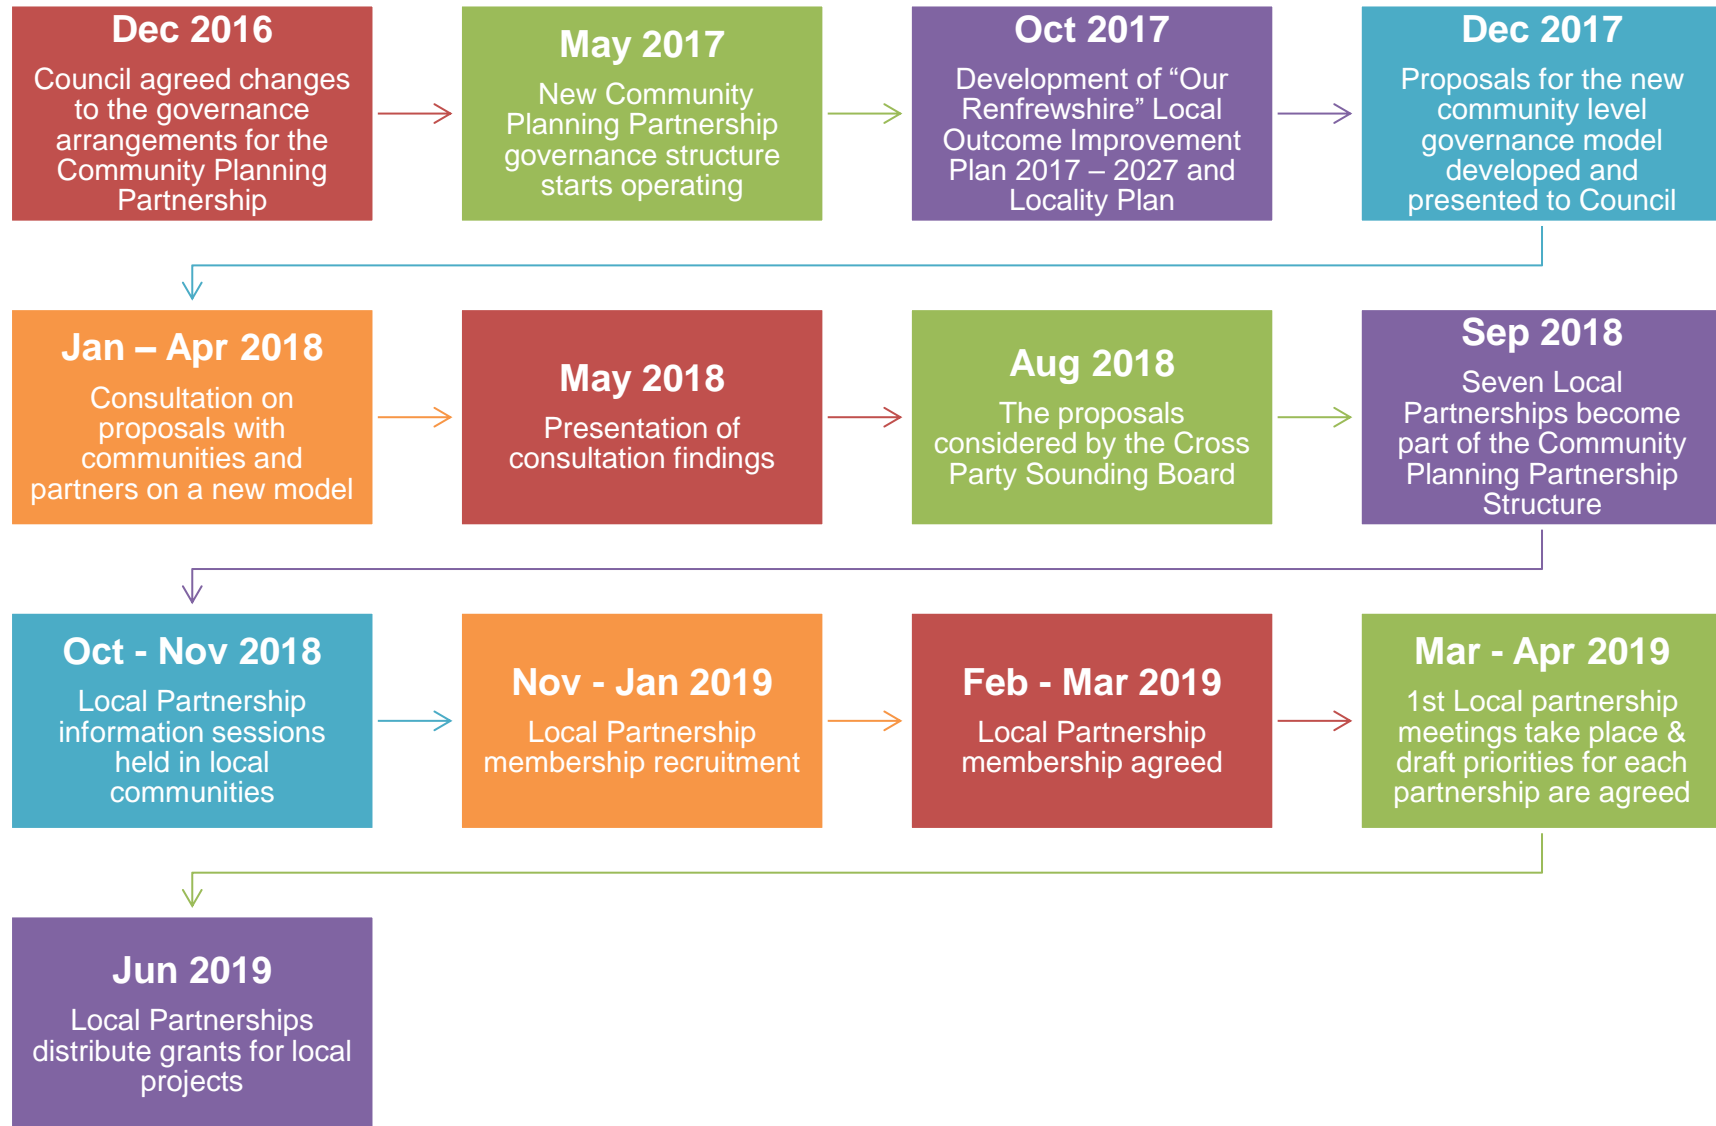 Dec 2016
Council agreed changes
to the governance
arrangements for the
Community Planning
Partnership
May 2017
New Community
Planning Partnership
governance structure
starts operating
Oct 2017
Development of “Our
Renfrewshire” Local
Outcome Improvement
Plan 2017 – 2027 and
Locality Plan
Dec 2017
Proposals for the new
community level
governance model
developed and
presented to Council
Jan – Apr 2018
Consultation on
proposals with
communities and
partners on a new model
May 2018
Presentation of
consultation findings
Aug 2018
The proposals
considered by the Cross
Party Sounding Board
Sep 2018
Seven Local
Partnerships become
part of the Community
Planning Partnership
Structure
Oct - Nov 2018
Local Partnership
information sessions
held in local
communities
Nov - Jan 2019
Local Partnership
membership recruitment
Feb - Mar 2019
Local Partnership
membership agreed
Mar - Apr 2019
1st Local partnership
meetings take place &
draft priorities for each
partnership are agreed
Jun 2019
Local Partnerships
distribute grants for local
projects